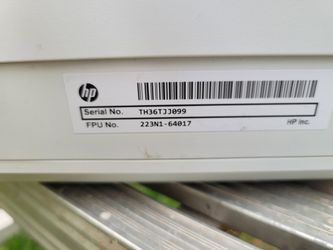 hp
Serial No. TH36TJJ099
FPU No. 223N1-64017 HP Inc.